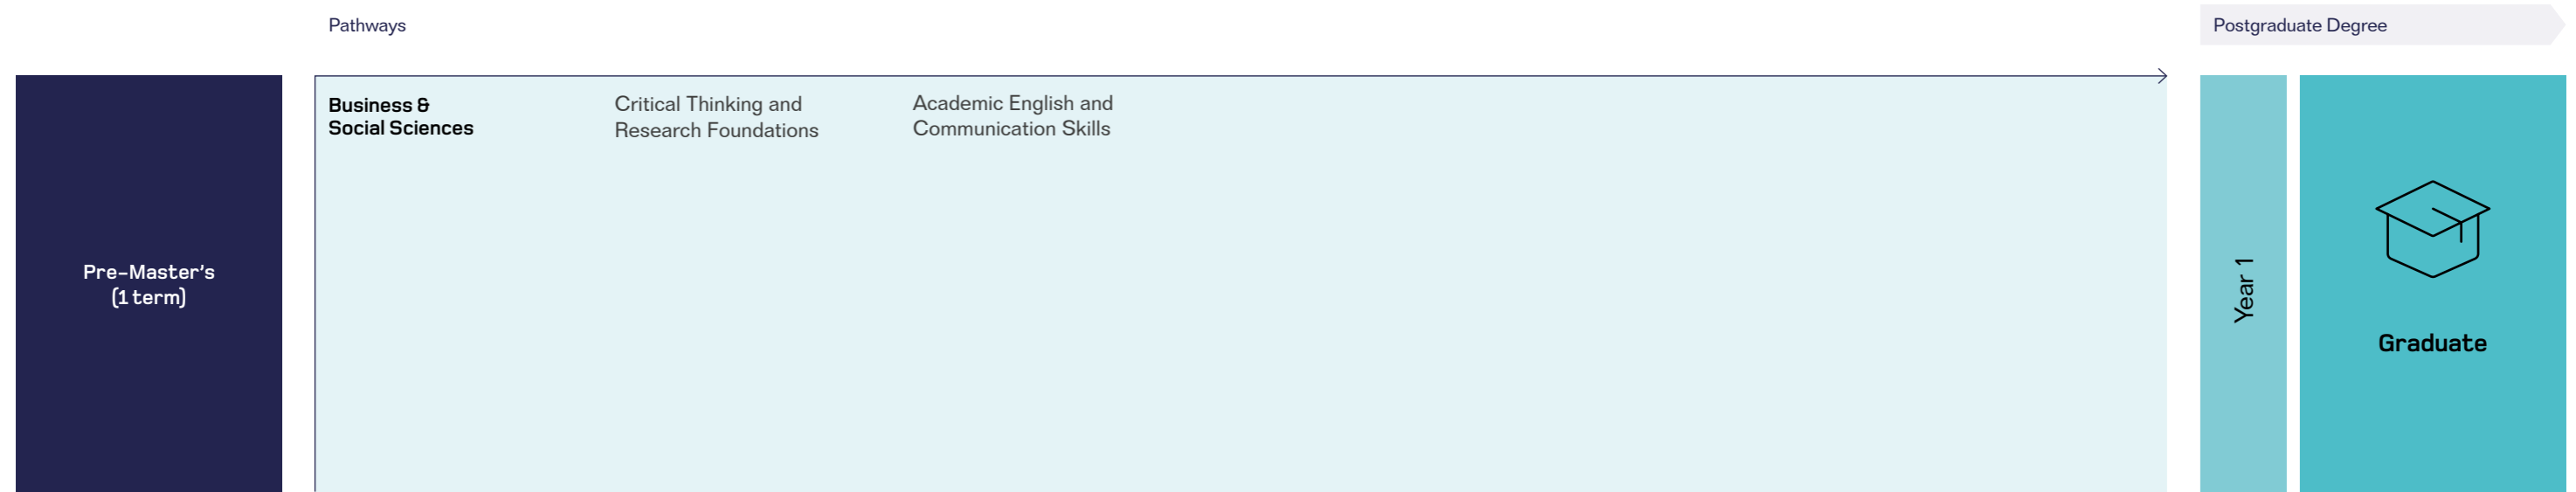 Pathways
Postgraduate Degree
Pre-Master's
(1 term)
Business &
Social Sciences
Critical Thinking and
Research Foundations
Academic English and
Communication Skills
Year 1
Graduate